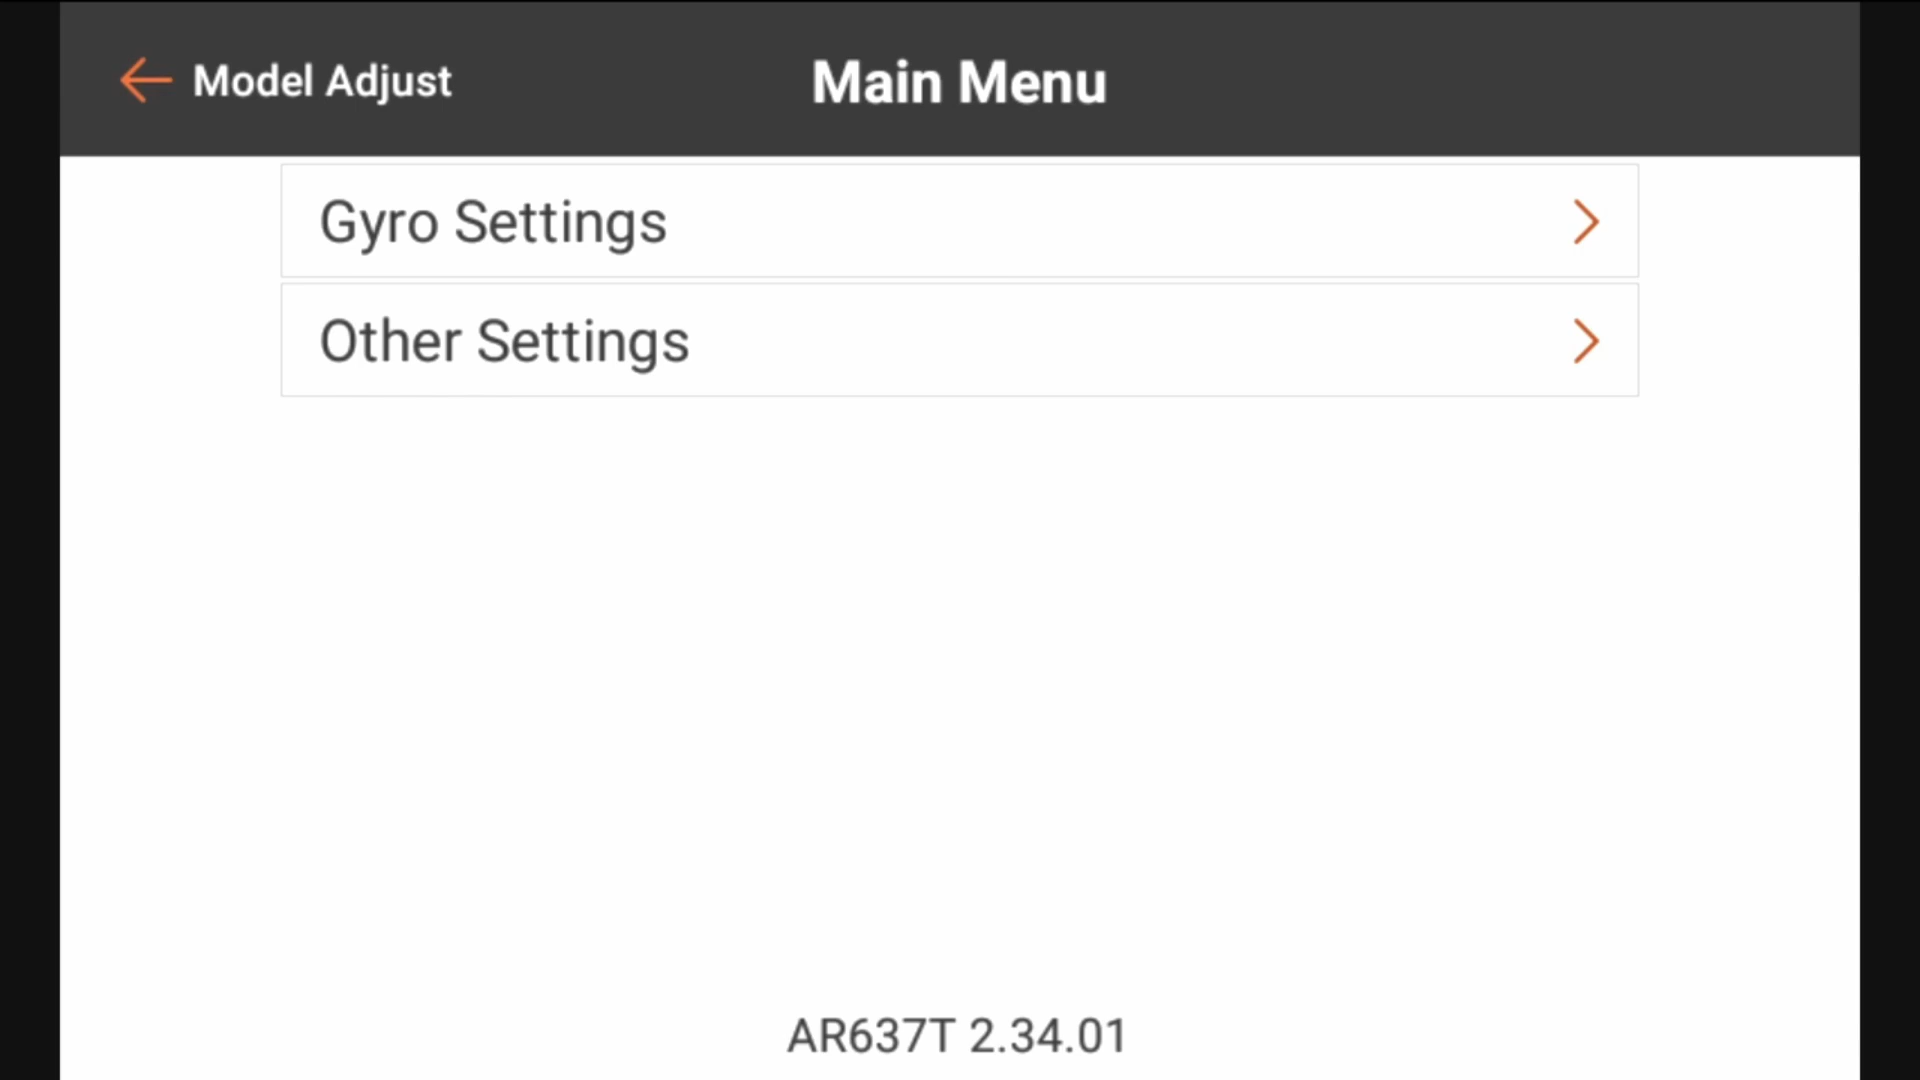 Model Adjust
Main Menu
Gyro Settings
Other Settings
AR637T 2.34.01